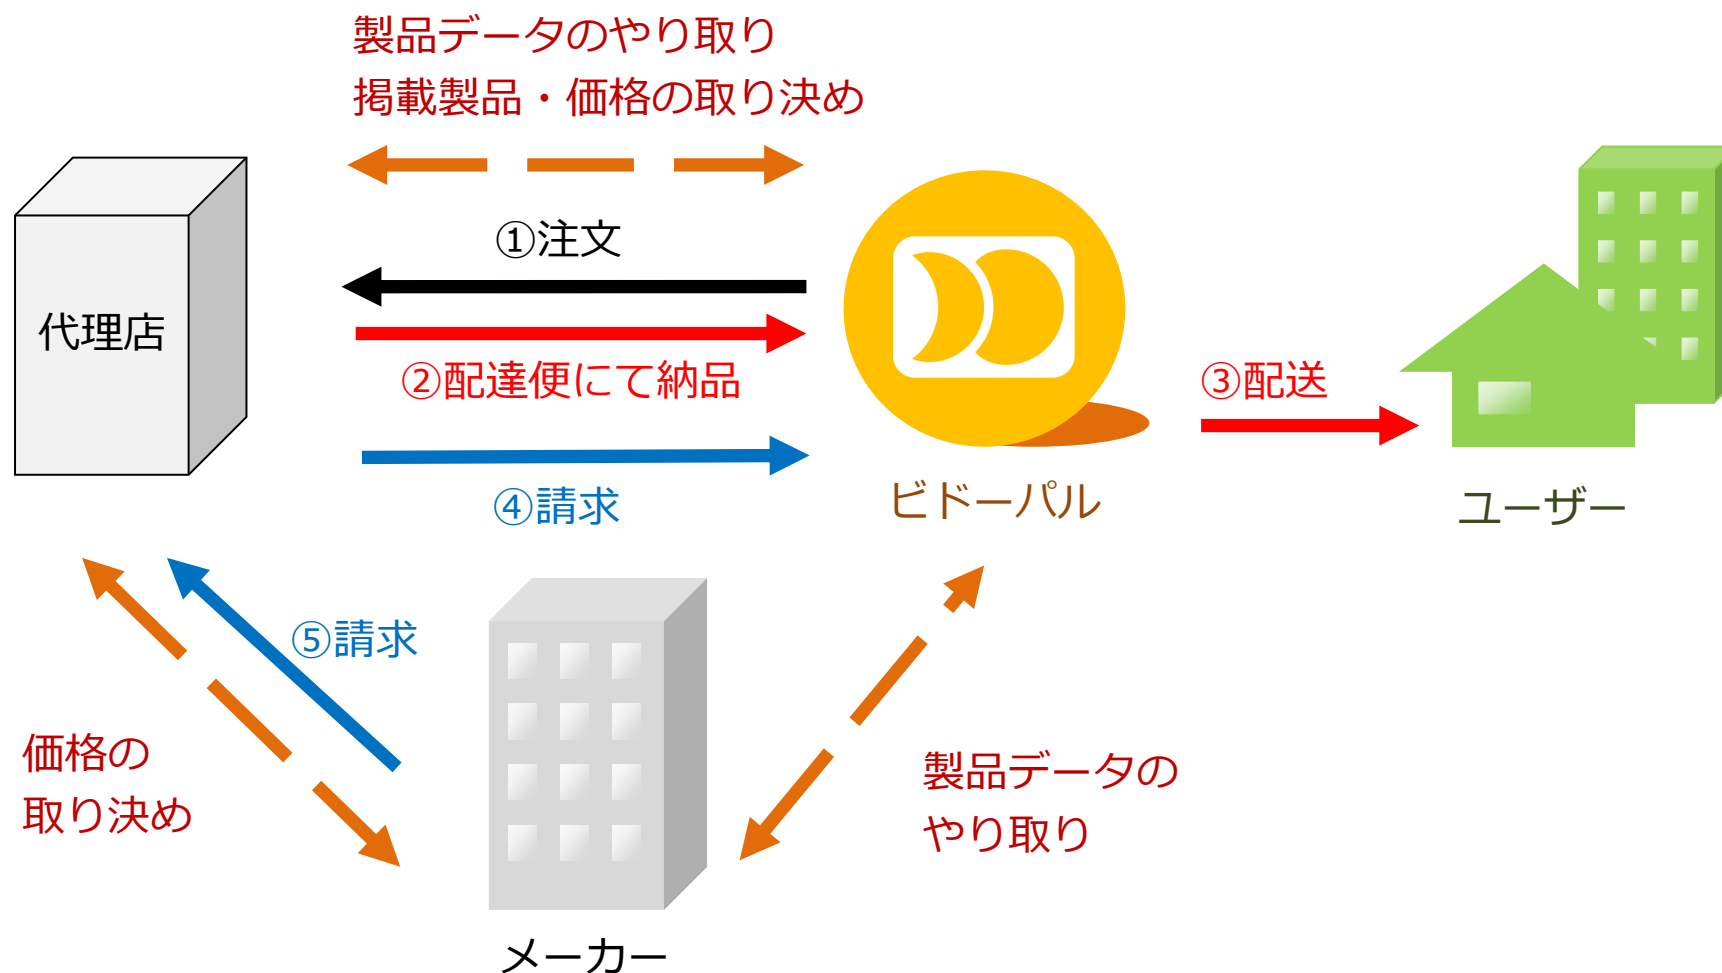 製品データのやり取り
掲載製品・価格の取り決め
①注文
代理店
②配達便にて納品
③配送
④請求
ビドーパル
ユーザー
⑤請求
価格の
取り決め
製品データの
やり取り
メーカー